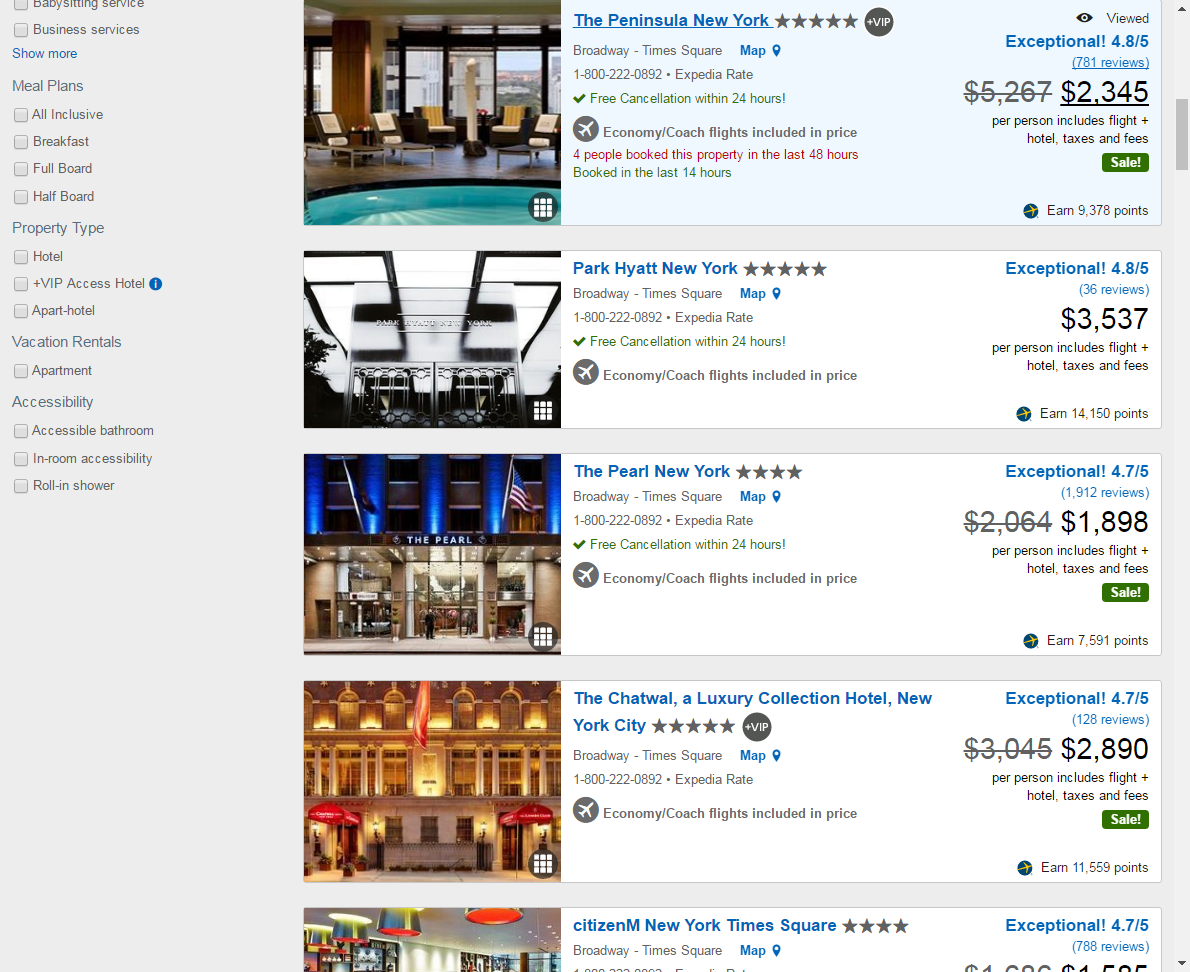 Babysitting service
Business services
Show more
Meal Plans
All Inclusive
Breakfast
Full Board
Half Board
Property Type
Hotel
+VIP Access Hotel
Apart-hotel
Vacation Rentals
Apartment
Accessibility
Accessible bathroom
In-room accessibility
Roll-in shower
The Peninsula New York +VIP
Broadway - Times Square Map
1-800-222-0892 • Expedia Rate
Free Cancellation within 24 hours!
Economy/Coach flights included in price
4 people booked this property in the last 48 hours
Booked in the last 14 hours
Viewed
Exceptional! 4.8/5
(781 reviews)
$5,267 $2,345
per person includes flight +
hotel, taxes and fees
Sale!
Earn 9,378 points
PARK HYATT NEW YORK
Park Hyatt New York
Broadway - Times Square Map
1-800-222-0892 • Expedia Rate
Free Cancellation within 24 hours!
Economy/Coach flights included in price
Exceptional! 4.8/5
(36 reviews)
$3,537
per person includes flight +
hotel, taxes and fees
Earn 14,150 points
THE PEARL
The Pearl New York
Broadway - Times Square Map
1-800-222-0892 • Expedia Rate
Free Cancellation within 24 hours!
Economy/Coach flights included in price
Exceptional! 4.7/5
(1,912 reviews)
$2,064 $1,898
per person includes flight +
hotel, taxes and fees
Sale!
Earn 7,591 points
The Chatwal, a Luxury Collection Hotel, New
York City +VIP
Broadway - Times Square Map
1-800-222-0892 • Expedia Rate
Economy/Coach flights included in price
Exceptional! 4.7/5
(128 reviews)
$3,045 $2,890
per person includes flight +
hotel, taxes and fees
Sale!
Earn 11,559 points
citizenM New York Times Square
Broadway - Times Square Map
1-800-222-0892 • Expedia Rate
Exceptional! 4.7/5
(788 reviews)